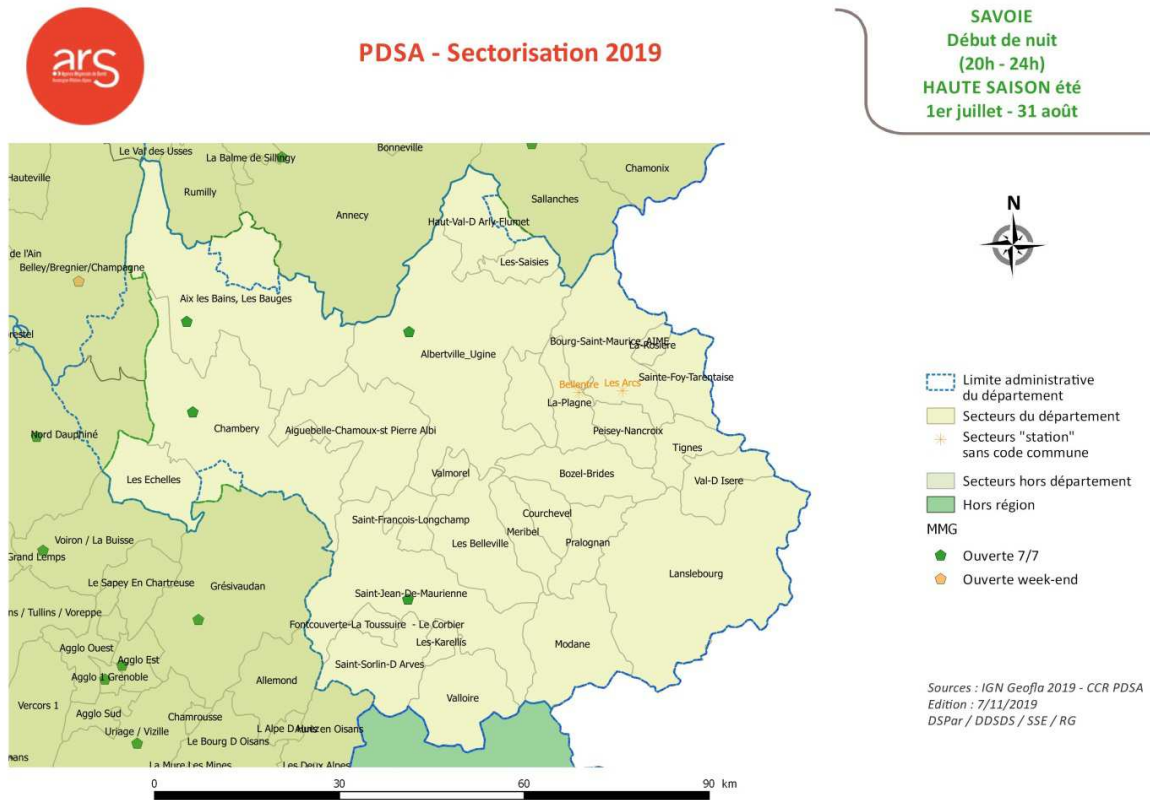 ars
PDSA - Sectorisation 2019
SAVOIE
Début de nuit
(20h - 24h)
HAUTE SAISON été
1er juillet - 31 août
Le Val des Usses
La Balme de Sillingy
Bonneville
Chamonix
Hauteville
Rumilly
Annecy
Sallanches
Haut-Val-D Arly-Flumet
de l'Ain
Belley/Bregnier/Champagne
Les-Saisies
Aix les Bains, Les Bauges
Albertville_Ugine
Bourg-Saint-Maurice_AIME
La-Rosière
Sainte-Foy-Tarentaise
Bellentre
Les Arcs
La-Plagne
Nord Dauphiné
Chambery
Aiguebelle-Chamoux-st Pierre Albi
Peisey-Nancroix
Tignes
Les Echelles
Valmorel
Bozel-Brides
Val-D Isere
Saint-François-Longchamp
Courchevel
Meribel
Les Belleville
Pralognan
Voiron / La Buisse
Grand Lemps
Le Sapey En Chartreuse
Grésivaudan
Lanslebourg
Saint-Jean-De-Maurienne
ns / Tullins / Voreppe
Fontcouverte-La Toussuire - Le Corbier
Les-Karellis
Modane
Agglo Ouest
Agglo Est
Agglo 1 Grenoble
Saint-Sorlin-D Arves
Allemond
Valloire
Vercors 1
Agglo Sud
Chamrousse
Uriage / Vizille
L Alpe D Huez
en Oisans
Le Bourg D Oisans
La Mure
Les Mines
Les Deux Alpes
N
Limite administrative
du département
Secteurs du département
Secteurs "station"
sans code commune
Secteurs hors département
Hors région
MMG
Ouverte 7/7
Ouverte week-end
Sources : IGN Geofla 2019 - CCR PDSA
Edition : 7/11/2019
DSPar / DDSDS / SSE / RG
0 30 60 90 km